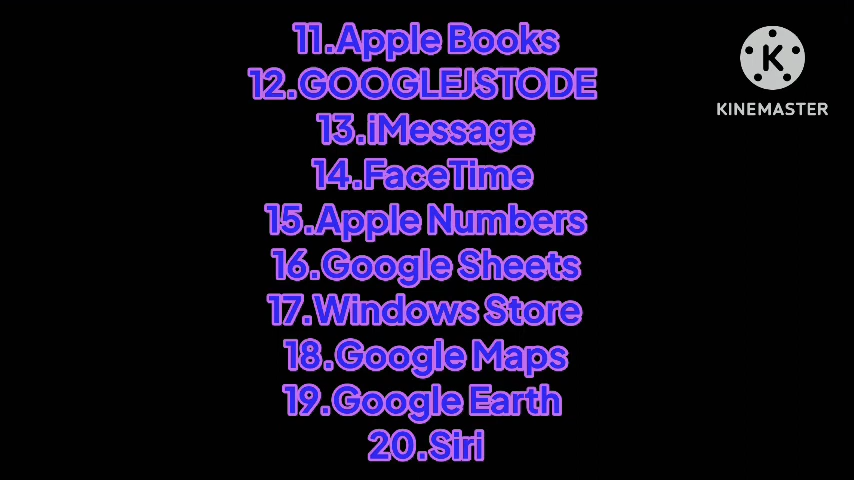 11.Apple Books
12.GOOGLEJSTODE
13.iMessage
14.FaceTime
15.Apple Numbers
16.Google Sheets
17.Windows Store
18.Google Maps
19.Google Earth
20.Siri
K
KINEMASTER